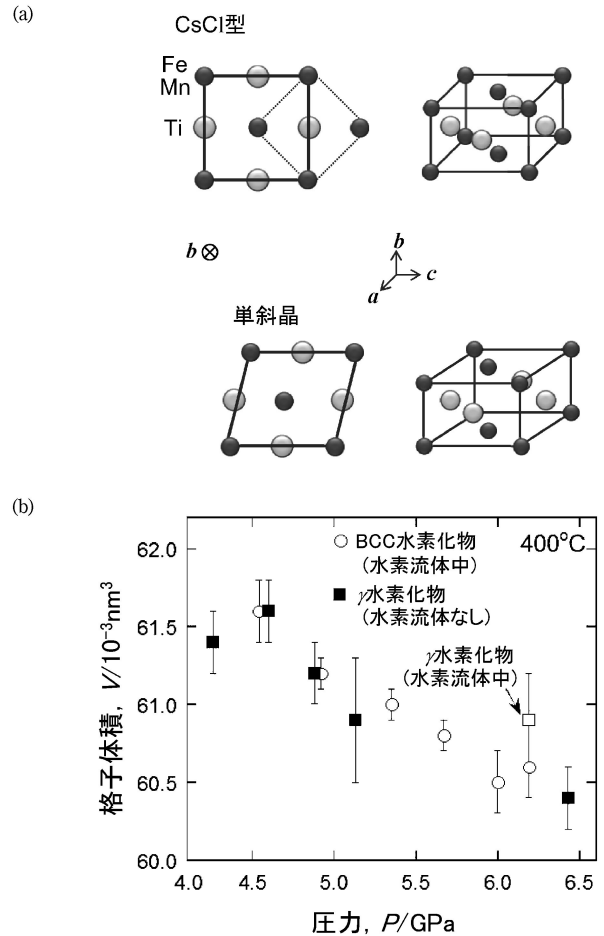 (a)
CsCl型
Fe
Mn
Ti
b
b
c
a
単斜晶
(b)
400°C
BCC水素化物
(水素流体中)
γ水素化物
(水素流体なし)
γ水素化物
(水素流体中)
格子体積, V/10⁻³nm³
62.0
61.5
61.0
60.5
60.0
4.0 4.5 5.0 5.5 6.0 6.5
圧力, P/GPa